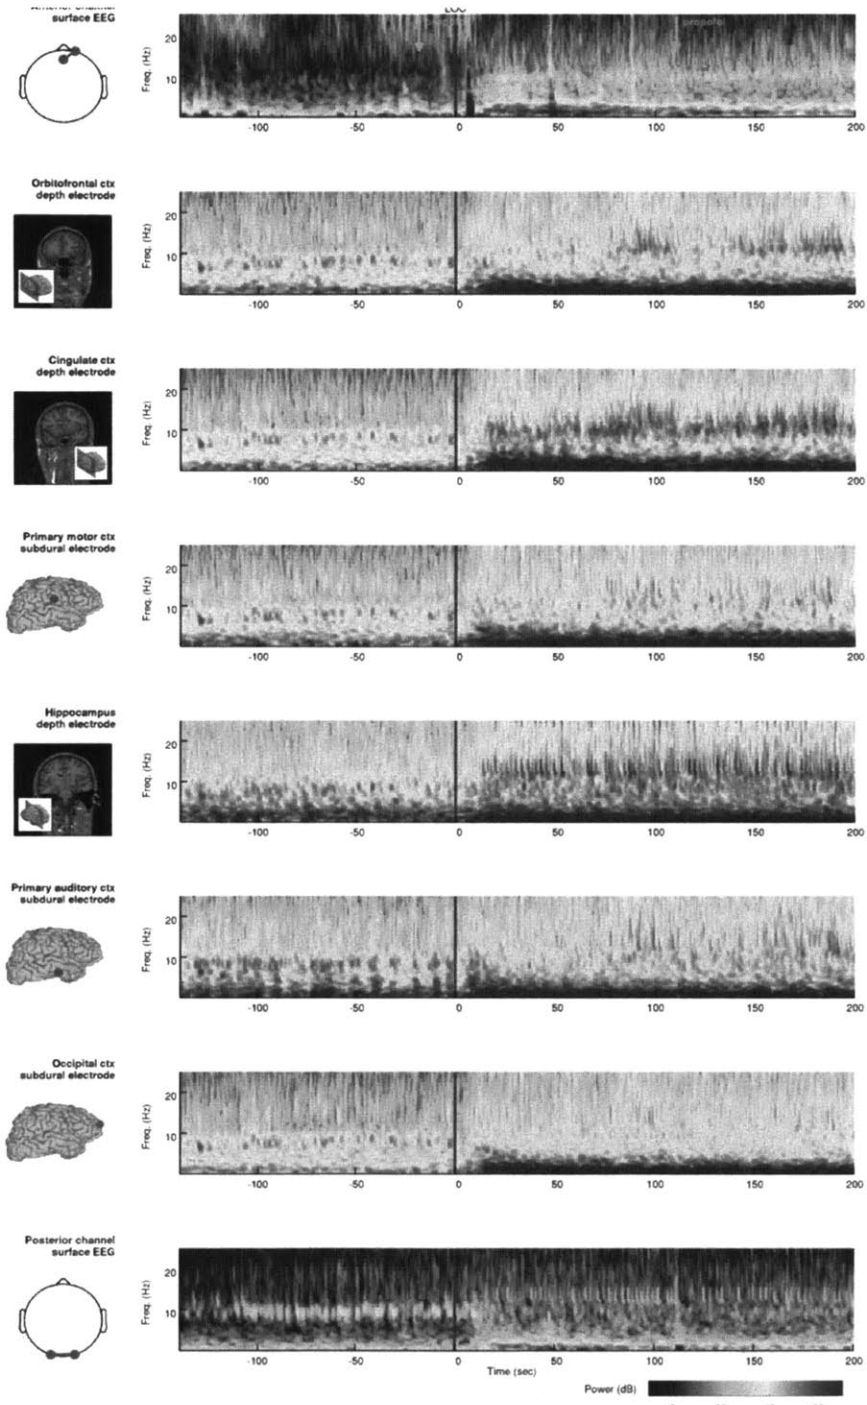 surface EEG
LOC
propofol
Freq. (Hz)
20
10
-100
-50
0
50
100
150
200
Orbitofrontal ctx
depth electrode
Freq. (Hz)
20
10
-100
-50
0
50
100
150
200
Cingulate ctx
depth electrode
Freq. (Hz)
20
10
-100
-50
0
50
100
150
200
Primary motor ctx
subdural electrode
Freq. (Hz)
20
10
-100
-50
0
50
100
150
200
Hippocampus
depth electrode
Freq. (Hz)
20
10
-100
-50
0
50
100
150
200
Primary auditory ctx
subdural electrode
Freq. (Hz)
20
10
-100
-50
0
50
100
150
200
Occipital ctx
subdural electrode
Freq. (Hz)
20
10
-100
-50
0
50
100
150
200
Posterior channel
surface EEG
Freq. (Hz)
20
10
-100
-50
0
50
100
150
200
Time (sec)
Power (dB)